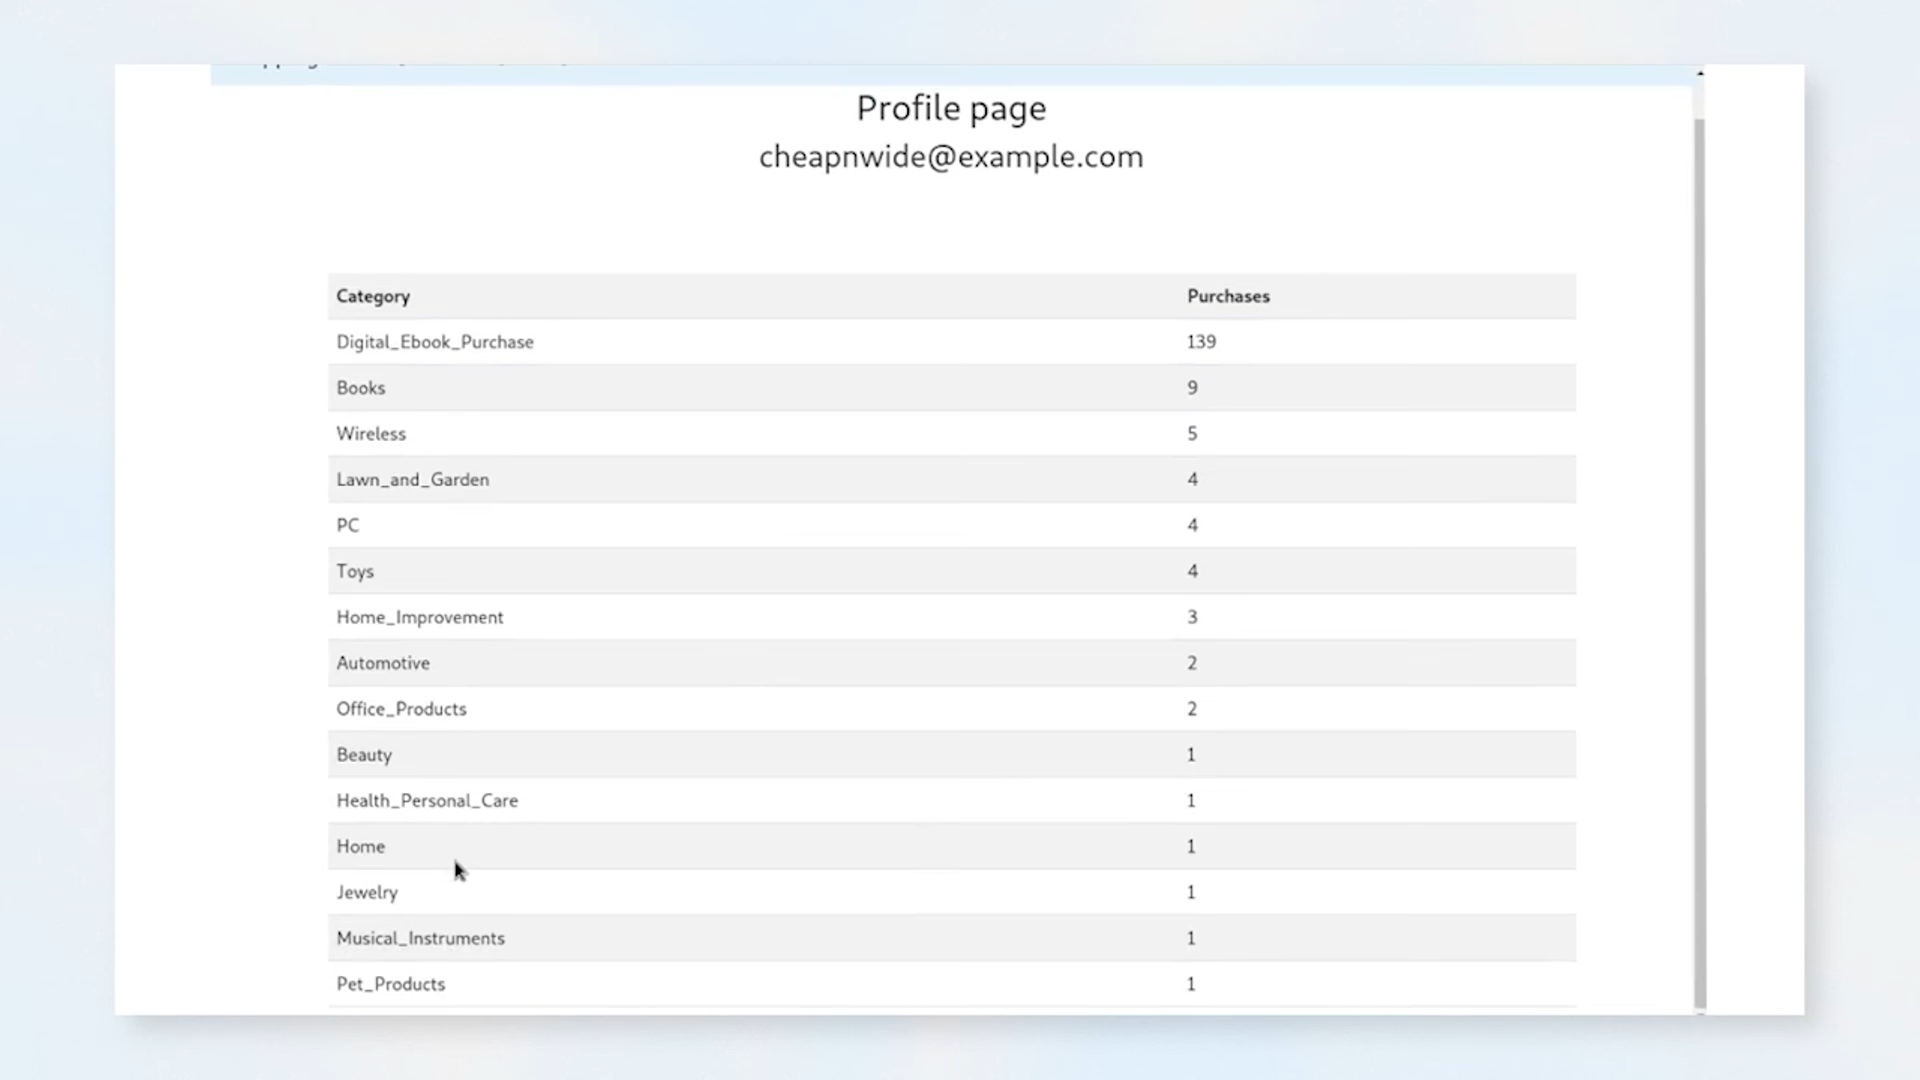 Profile page
cheapnwide@example.com
Category Purchases
Digital_Ebook_Purchase 139
Books 9
Wireless 5
Lawn_and_Garden 4
PC 4
Toys 4
Home_Improvement 3
Automotive 2
Office_Products 2
Beauty 1
Health_Personal_Care 1
Home 1
Jewelry 1
Musical_Instruments 1
Pet_Products 1